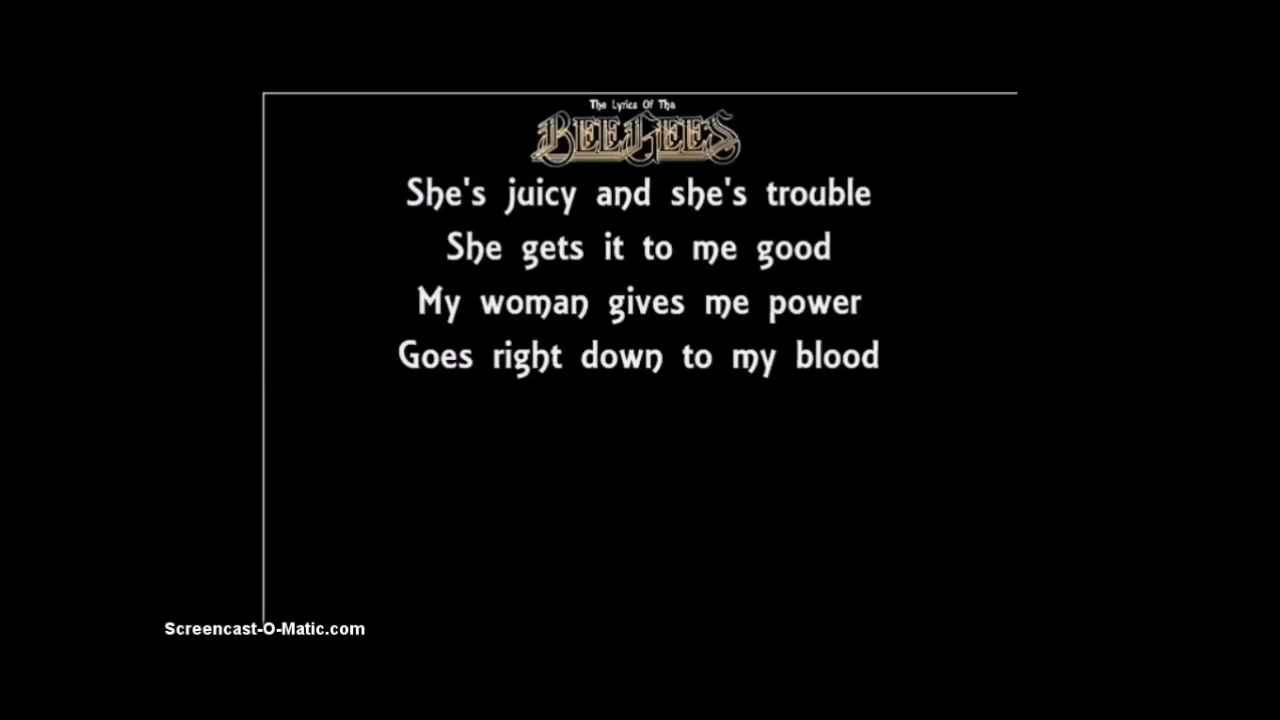 The Lyrics Of The
BEE GEES
She's juicy and she's trouble
She gets it to me good
My woman gives me power
Goes right down to my blood
Screencast-O-Matic.com